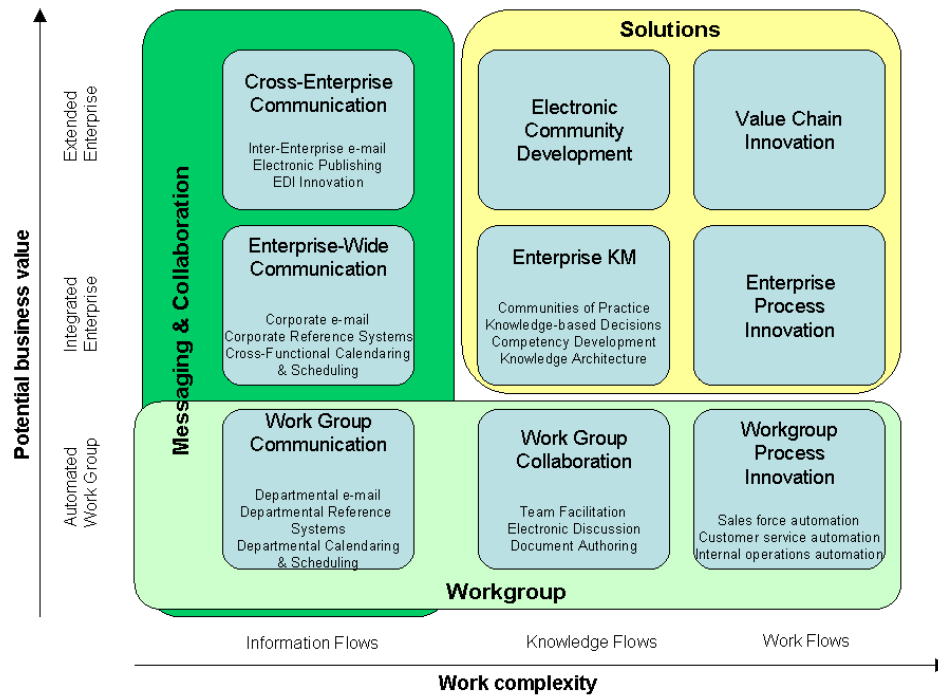 Potential business value
Extended
Enterprise
Integrated
Enterprise
Automated
Work Group
Messaging & Collaboration
Solutions
Cross-Enterprise
Communication
Inter-Enterprise e-mail
Electronic Publishing
EDI Innovation
Electronic
Community
Development
Value Chain
Innovation
Enterprise-Wide
Communication
Corporate e-mail
Corporate Reference Systems
Cross-Functional Calendaring
& Scheduling
Enterprise KM
Communities of Practice
Knowledge-based Decisions
Competency Development
Knowledge Architecture
Enterprise
Process
Innovation
Work Group
Communication
Departmental e-mail
Departmental Reference
Systems
Departmental Calendaring
& Scheduling
Work Group
Collaboration
Team Facilitation
Electronic Discussion
Document Authoring
Workgroup
Process
Innovation
Sales force automation
Customer service automation
Internal operations automation
Workgroup
Information Flows
Knowledge Flows
Work Flows
Work complexity